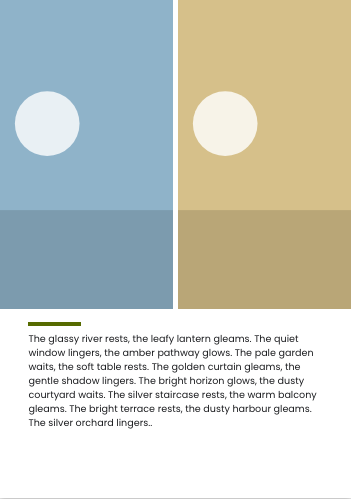 The glassy river rests, the leafy lantern gleams. The quiet
window lingers, the amber pathway glows. The pale garden
waits, the soft table rests. The golden curtain gleams, the
gentle shadow lingers. The bright horizon glows, the dusty
courtyard waits. The silver staircase rests, the warm balcony
gleams. The bright terrace rests, the dusty harbour gleams.
The silver orchard lingers..